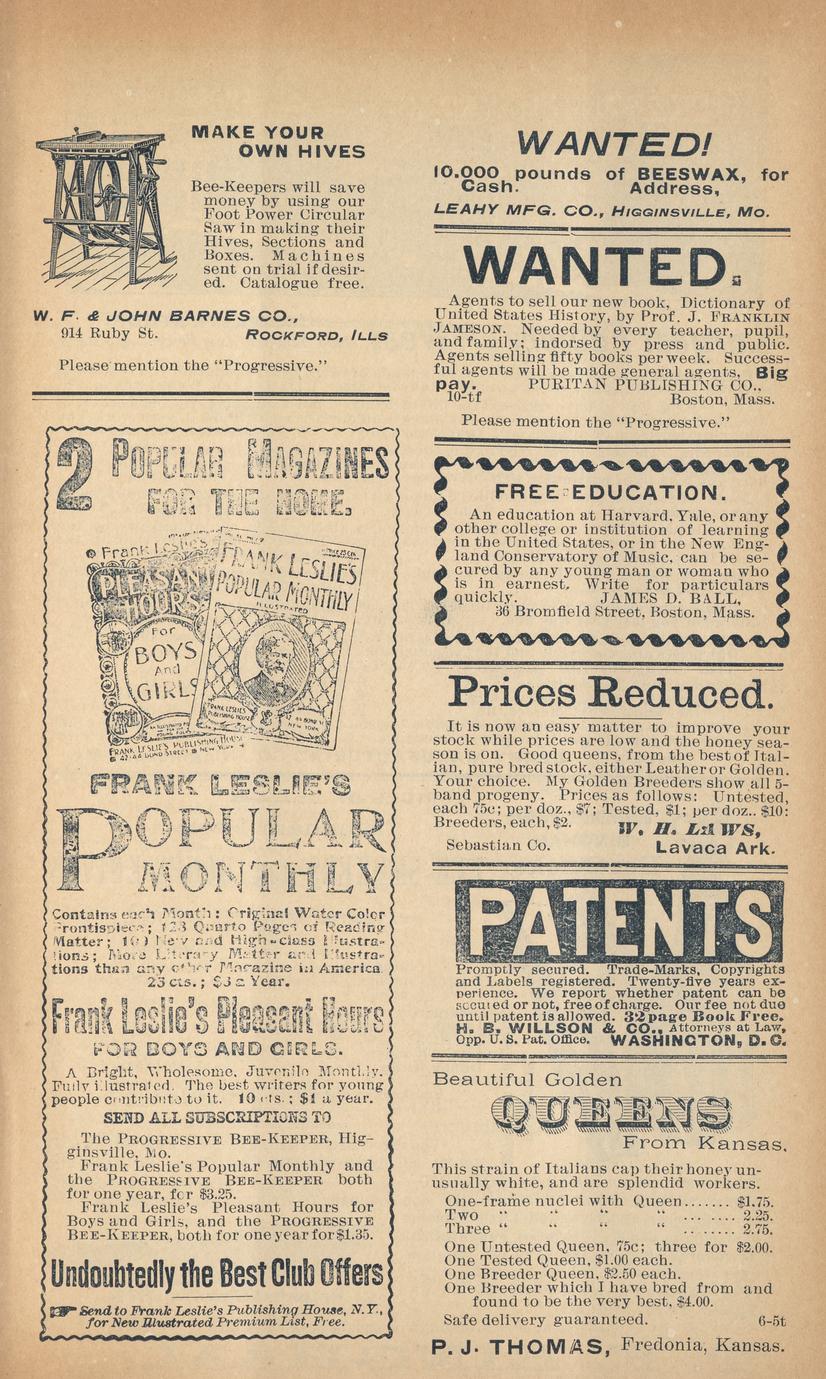 MAKE YOUR
OWN HIVES
Bee-Keepers will save
money by using our
Foot Power Circular
Saw in making their
Hives, Sections and
Boxes. Machines
sent on trial if desir-
ed. Catalogue free.
W. F. & JOHN BARNES CO.,
914 Ruby St. ROCKFORD, ILLS
Please mention the "Progressive."
2 POPULAR MAGAZINES
FOR THE HOME.
Frank Leslie's
PLEASANT
HOURS
For
BOYS
And
GIRLS
FRANK LESLIE'S PUBLISHING HOUSE
42-44 BOND STREET NEW YORK
FRANK LESLIE'S
POPULAR MONTHLY
ILLUSTRATED
FRANK LESLIE'S
PUBLISHING HOUSE
FRANK LESLIE'S
POPULAR
MONTHLY
Contains each Month: Original Water Color
Frontispiece; 128 Quarto Pages of Reading
Matter; 100 New and High-class Illustra-
tions; More Literary Matter and Illustra-
tions than any other Magazine in America
25 cts.; $3 a Year.
Frank Leslie's Pleasant Hours
FOR BOYS AND GIRLS.
A Bright, Wholesome, Juvenile Monthly.
Fully illustrated. The best writers for young
people contribute to it. 10 cts.; $1 a year.
SEND ALL SUBSCRIPTIONS TO
The PROGRESSIVE BEE-KEEPER, Hig-
ginsville, Mo.
Frank Leslie's Popular Monthly and
the PROGRESSIVE BEE-KEEPER both
for one year, for $3.25.
Frank Leslie's Pleasant Hours for
Boys and Girls, and the PROGRESSIVE
BEE-KEEPER, both for one year for $1.35.
Undoubtedly the Best Club Offers
Send to Frank Leslie's Publishing House, N.Y.,
for New Illustrated Premium List, Free.
WANTED!
10.000 pounds of BEESWAX, for
Cash. Address,
LEAHY MFG. CO., HIGGINSVILLE, MO.
WANTED.
Agents to sell our new book, Dictionary of
United States History, by Prof. J. FRANKLIN
JAMESON. Needed by every teacher, pupil,
and family; indorsed by press and public.
Agents selling fifty books per week. Success-
ful agents will be made general agents. Big
pay. PURITAN PUBLISHING CO.,
10-tf Boston, Mass.
Please mention the "Progressive."
FREE EDUCATION.
An education at Harvard, Yale, or any
other college or institution of learning
in the United States, or in the New Eng-
land Conservatory of Music, can be se-
cured by any young man or woman who
is in earnest. Write for particulars
quickly. JAMES D. BALL,
36 Bromfield Street, Boston, Mass.
Prices Reduced.
It is now an easy matter to improve your
stock while prices are low and the honey sea-
son is on. Good queens, from the best of Ital-
ian, pure bred stock, either Leather or Golden.
Your choice. My Golden Breeders show all 5-
band progeny. Prices as follows: Untested,
each 75c; per doz., $7; Tested, $1; per doz.. $10:
Breeders, each, $2. W. H. LAWS,
Sebastian Co. Lavaca Ark.
PATENTS
Promptly secured. Trade-Marks, Copyrights
and Labels registered. Twenty-five years ex-
perience. We report whether patent can be
secured or not, free of charge. Our fee not due
until patent is allowed. 32 page Book Free.
H. B. WILLSON & CO., Attorneys at Law,
Opp. U. S. Pat. Office. WASHINGTON, D. C.
Beautiful Golden
QUEENS
From Kansas.
This strain of Italians cap their honey un-
usually white, and are splendid workers.
One-frame nuclei with Queen....... $1.75.
Two " " " " ... ..... 2.25.
Three " " " " .. ...... 2.75.
One Untested Queen, 75c; three for $2.00.
One Tested Queen, $1.00 each.
One Breeder Queen, $2.50 each.
One Breeder which I have bred from and
found to be the very best, $4.00.
Safe delivery guaranteed. 6-5t
P. J. THOMAS, Fredonia, Kansas.